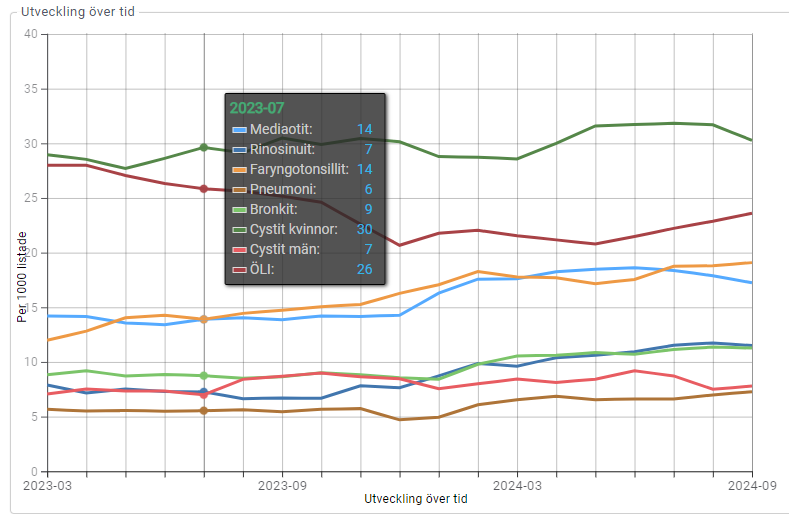 Utveckling över tid
40
35
30
25
20
15
10
5
0
Per 1000 listade
2023-07
Mediaotit: 14
Rinosinuit: 7
Faryngotonsillit: 14
Pneumoni: 6
Bronkit: 9
Cystit kvinnor: 30
Cystit män: 7
ÖLI: 26
2023-03 2023-09 2024-03 2024-09
Utveckling över tid